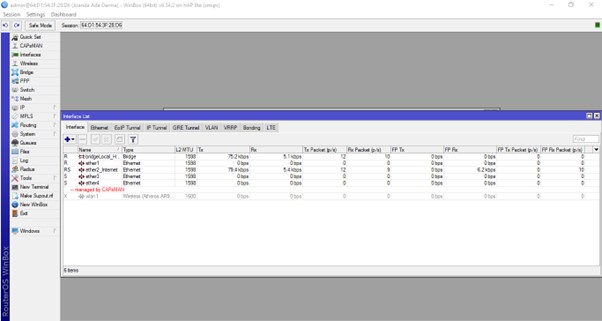 admin@64:D1:54:3F:28:D6 (Ananda Ada Darma) - WinBox (64bit) v6.34.2 on hAP lite (smips)
Session Settings Dashboard
Safe Mode Session: 64:D1:54:3F:28:D6
Quick Set
CAPsMAN
Interfaces
Wireless
Bridge
PPP
Switch
Mesh
IP
MPLS
Routing
System
Queues
Files
Log
Radius
Tools
New Terminal
Make Supout.rif
New WinBox
Exit
Windows
RouterOS WinBox
Interface List
Interface Ethernet EoIP Tunnel IP Tunnel GRE Tunnel VLAN VRRP Bonding LTE
Find
Name Type L2 MTU Tx Rx Tx Packet (p/s) Rx Packet (p/s) FP Tx FP Rx FP Tx Packet (p/s) FP Rx Packet (p/s)
R bridgeLocal_H... Bridge 1598 75.2 kbps 5.1 kbps 12 10 0 bps 0 bps 0 0
R ether1 Ethernet 1598 0 bps 0 bps 0 0 0 bps 0 bps 0 0
RS ether2_Internet Ethernet 1598 75.4 kbps 5.4 kbps 12 9 0 bps 6.2 kbps 0 10
S ether3 Ethernet 1598 0 bps 0 bps 0 0 0 bps 0 bps 0 0
S ether4 Ethernet 1598 0 bps 0 bps 0 0 0 bps 0 bps 0 0
--- managed by CAPsMAN
X wlan1 Wireless (Atheros AR9... 1600 0 bps 0 bps 0 0 0 bps 0 bps 0 0
6 items